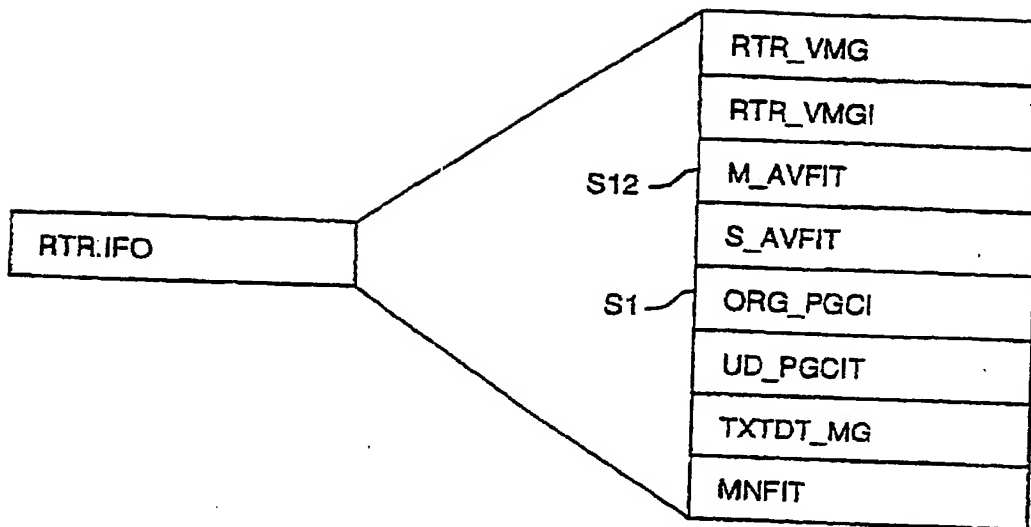 RTR.IFO
RTR_VMG
RTR_VMGI
S12
M_AVFIT
S_AVFIT
S1
ORG_PGCI
UD_PGCIT
TXTDT_MG
MNFIT